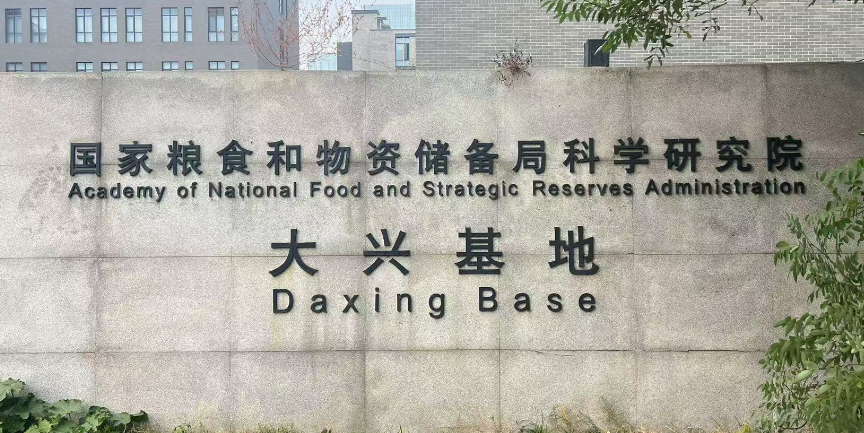 国家粮食和物资储备局科学研究院
Academy of National Food and Strategic Reserves Administration
大兴基地
Daxing Base